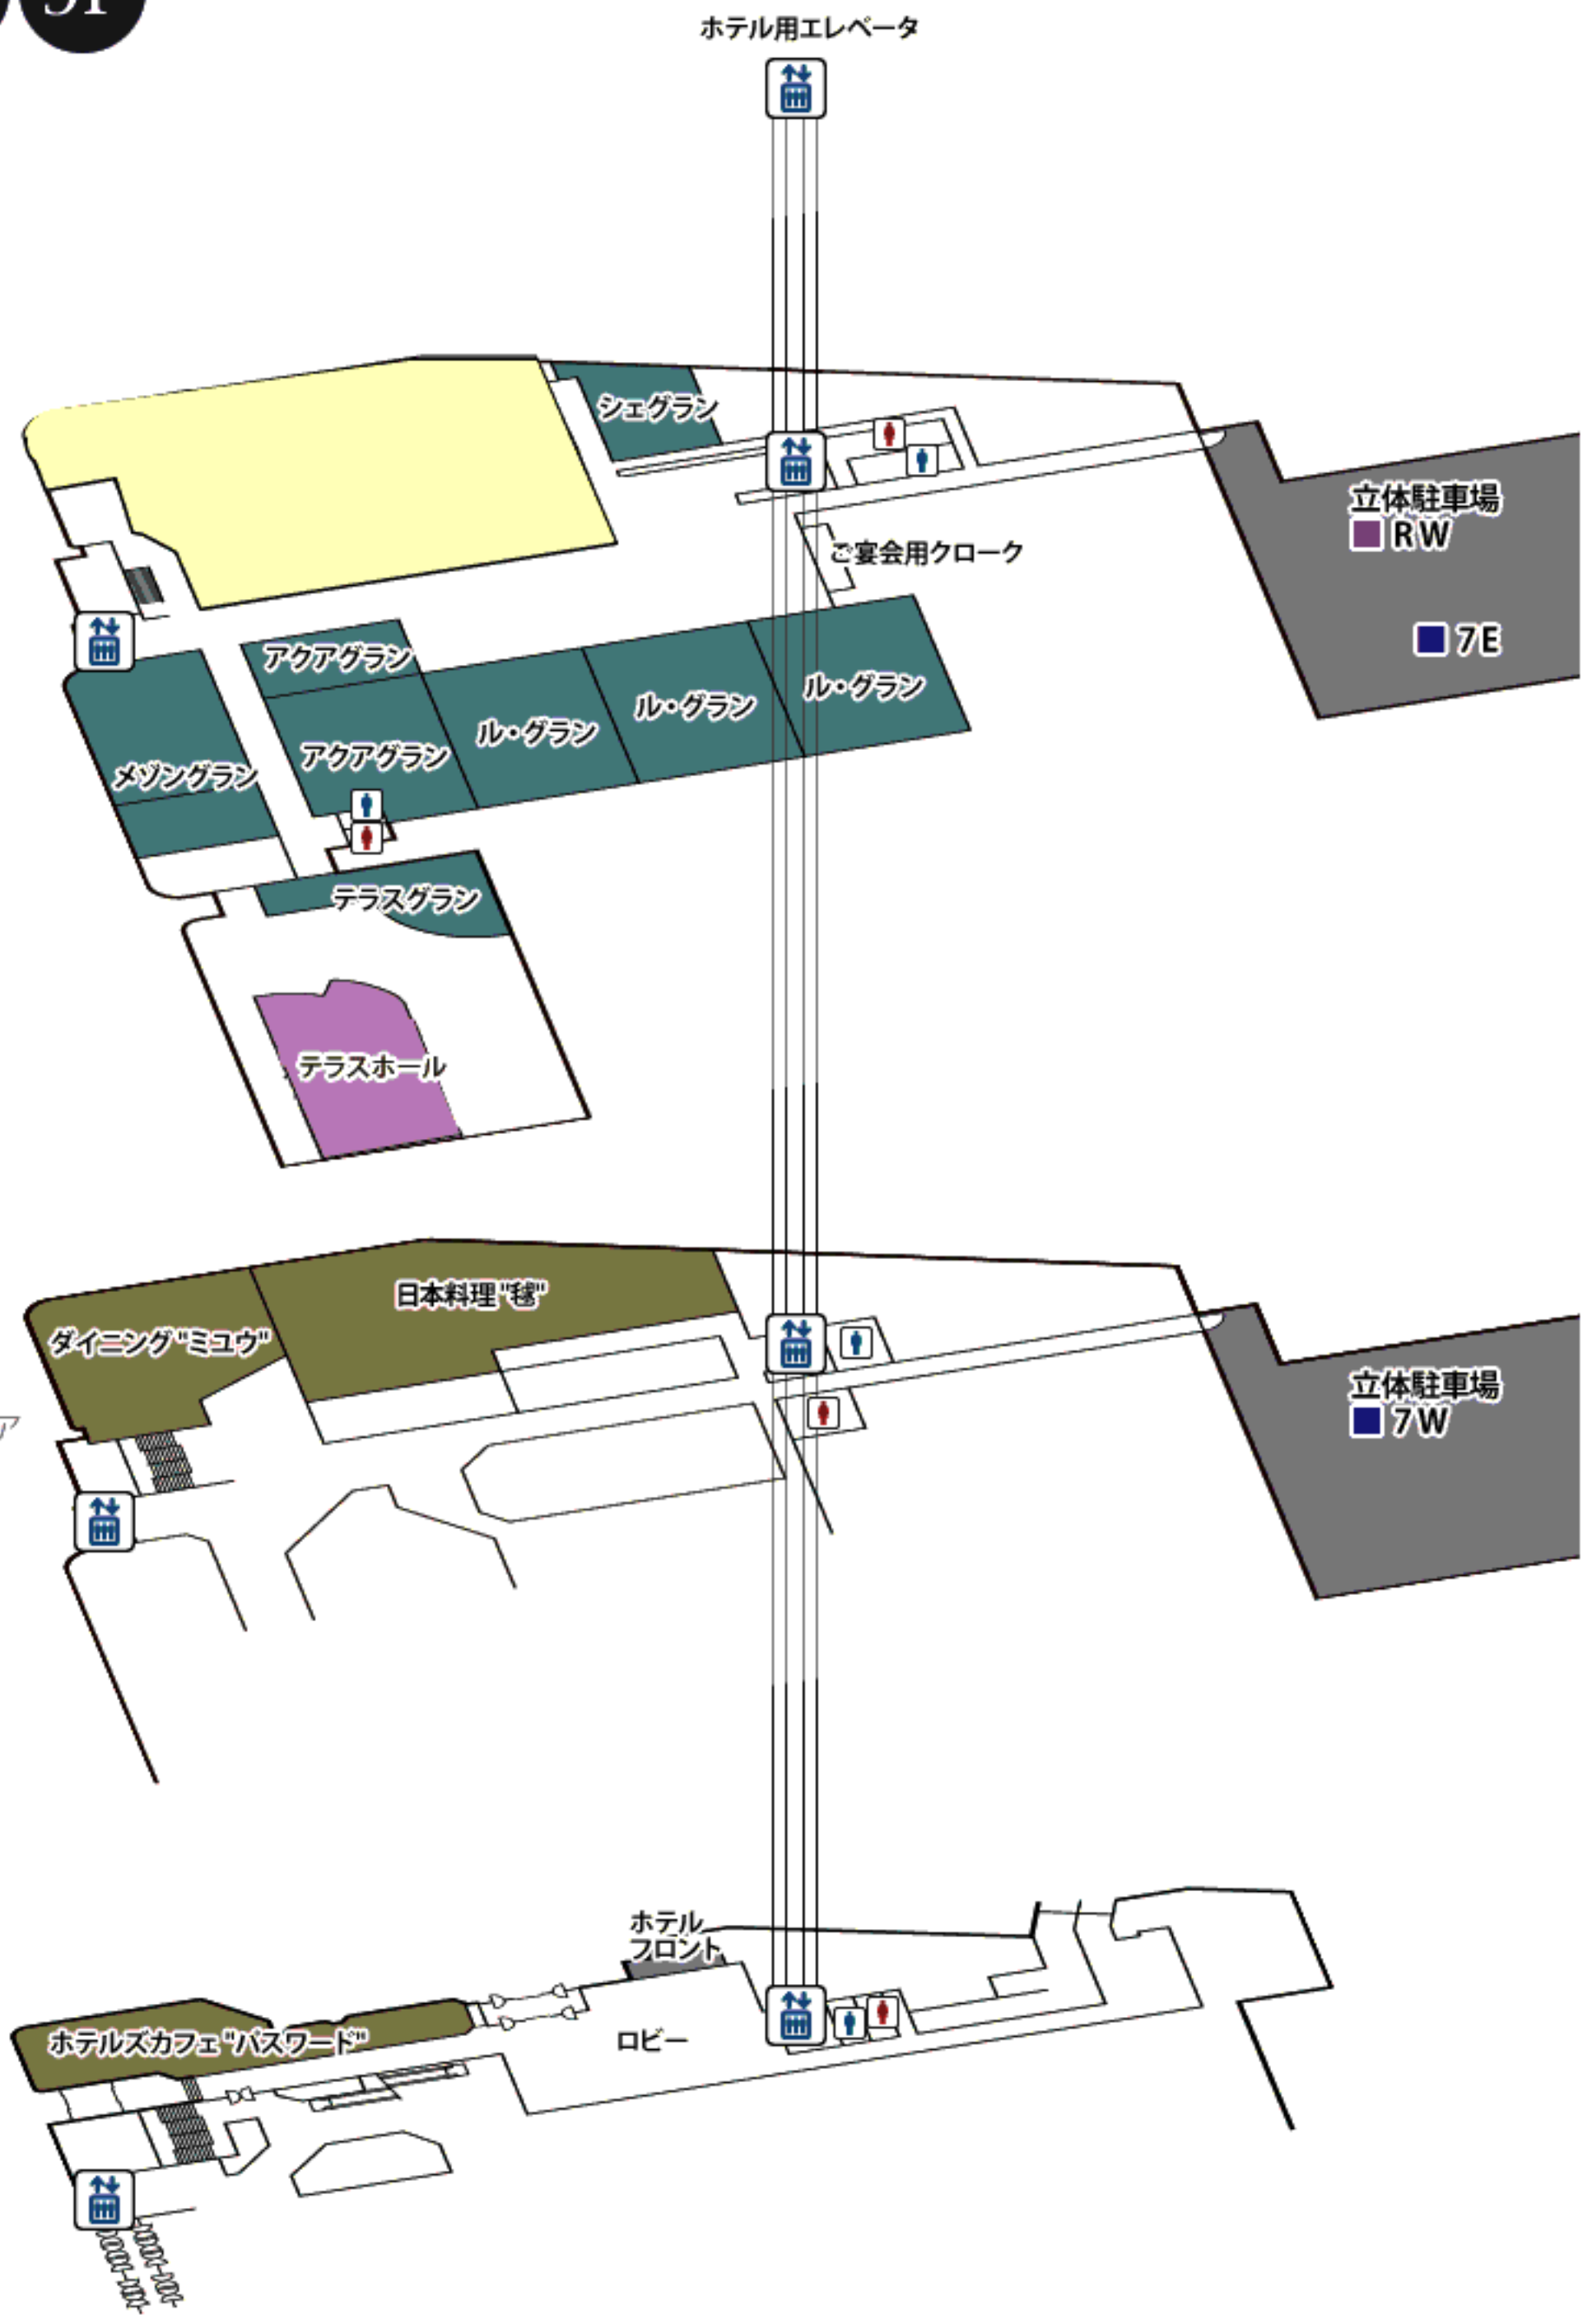 ホテル用エレベータ
シェグラン
立体駐車場
RW
ご宴会用クローク
7E
アクアグラン
ル・グラン
ル・グラン
ル・グラン
アクアグラン
メゾングラン
テラスグラン
テラスホール
日本料理"毬"
ダイニング"ミュウ"
立体駐車場
7W
ホテル
フロント
ホテルズカフェ"パスワード"
ロビー